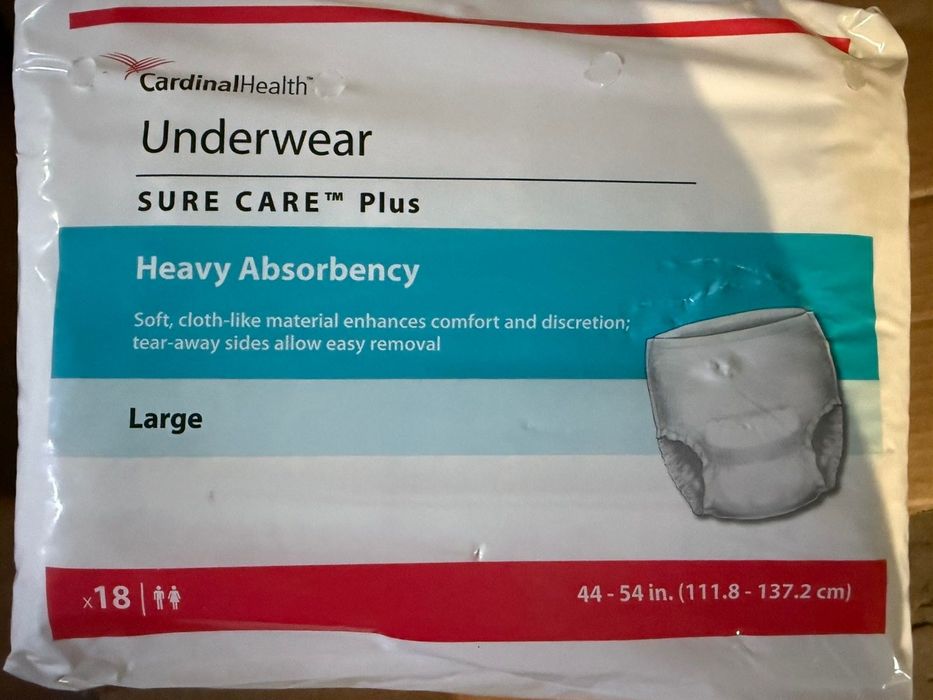 CardinalHealth™
Underwear
SURE CARE™ Plus
Heavy Absorbency
Soft, cloth-like material enhances comfort and discretion;
tear-away sides allow easy removal
Large
x18
44 - 54 in. (111.8 - 137.2 cm)